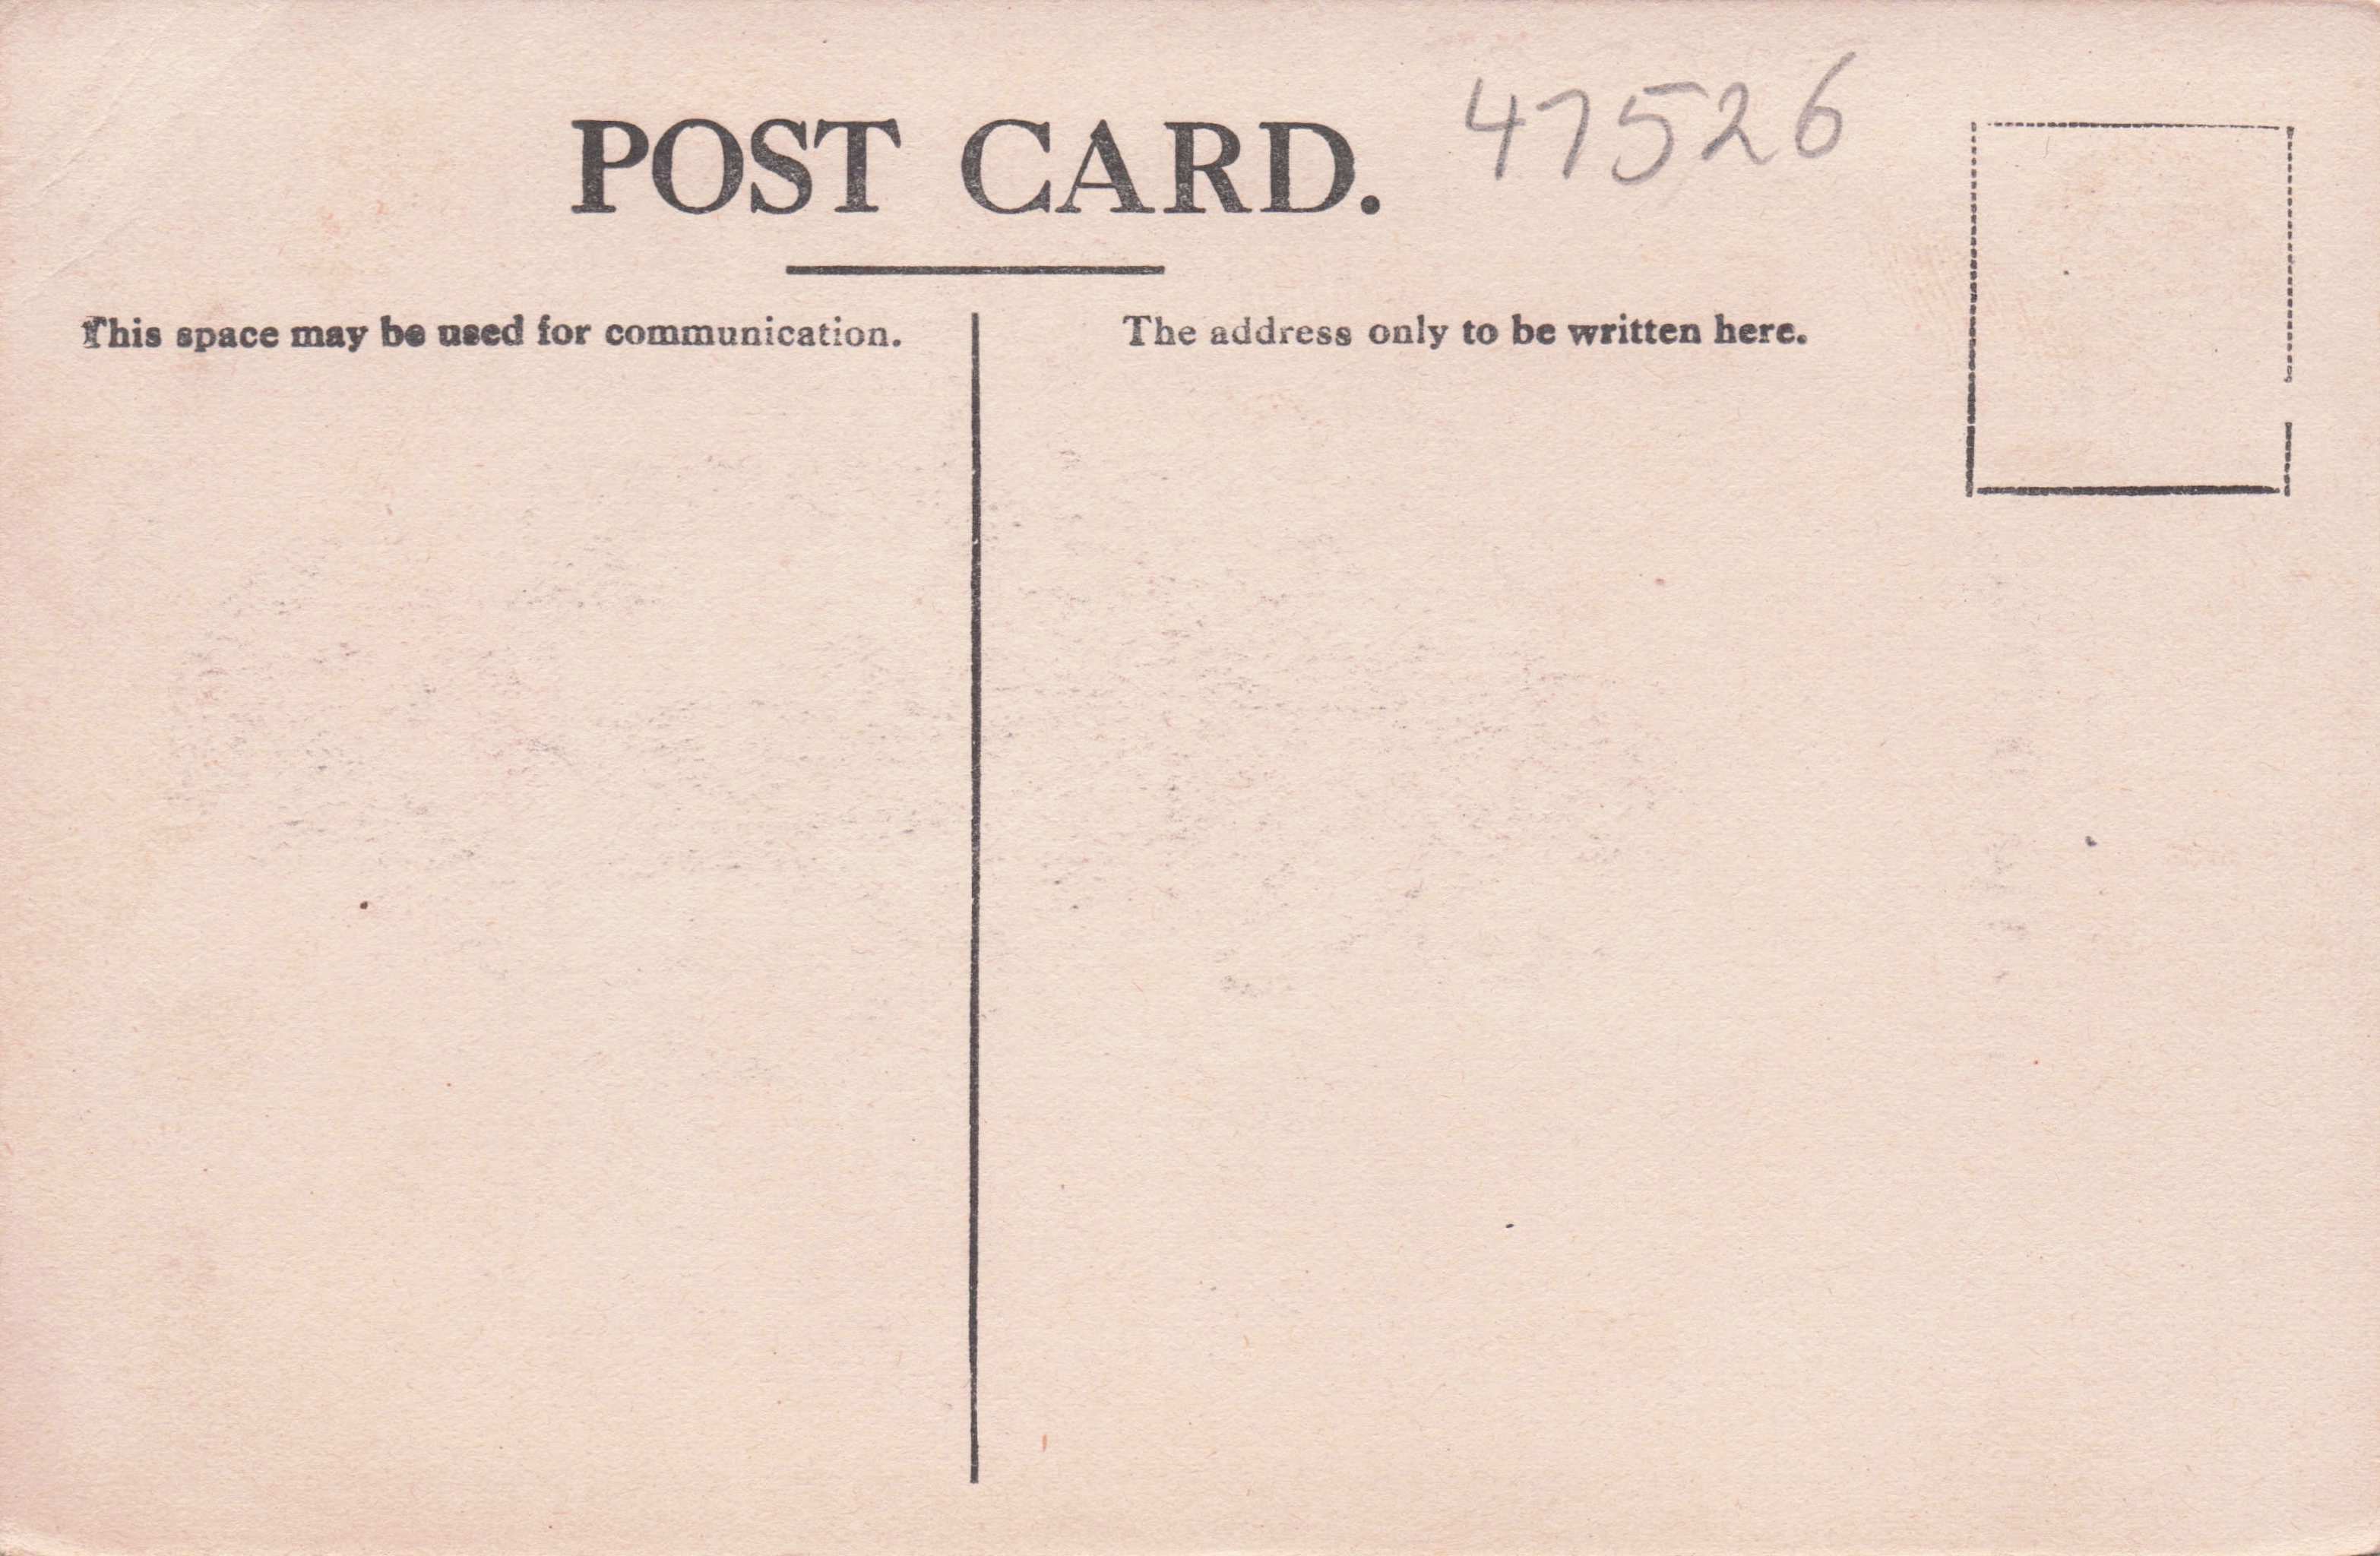 POST CARD.
47526
This space may be used for communication.
The address only to be written here.